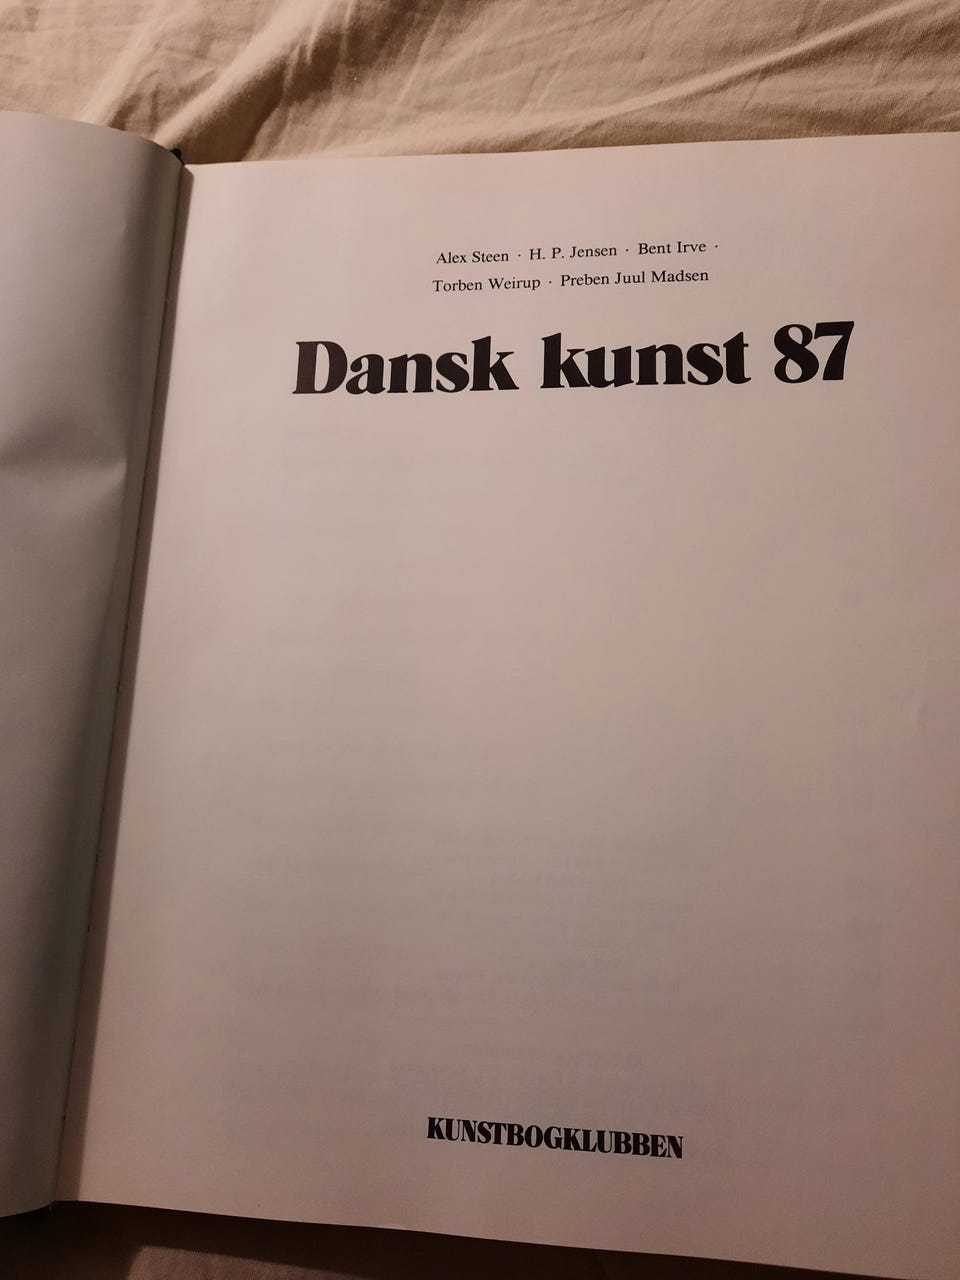 Alex Steen · H. P. Jensen · Bent Irve ·
Torben Weirup · Preben Juul Madsen
Dansk kunst 87
KUNSTBOGKLUBBEN